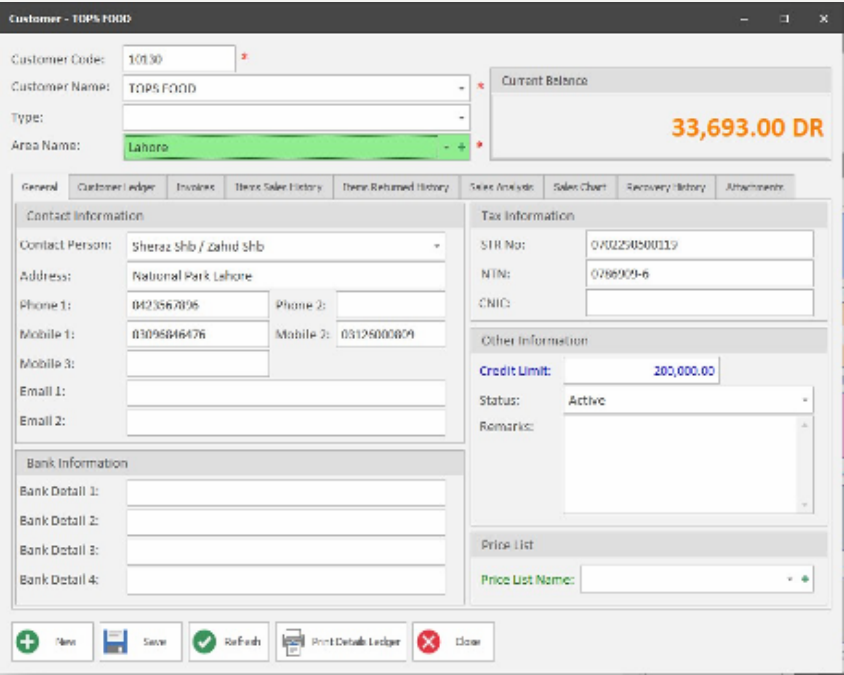 Customer - TOPS FOOD
Customer Code: 10130 *
Customer Name: TOPS FOOD *
Type:
Area Name: Lahore *
Current Balance
33,693.00 DR
General Customer Ledger Invoices Items Sales History Items Returned History Sales Analysis Sales Chart Recovery History Attachments
Contact Information
Contact Person: Sheraz Shb / Zahid Shb
Address: National Park Lahore
Phone 1: 0423567896 Phone 2:
Mobile 1: 03096846476 Mobile 2: 03126000809
Mobile 3:
Email 1:
Email 2:
Bank Information
Bank Detail 1:
Bank Detail 2:
Bank Detail 3:
Bank Detail 4:
Tax Information
STR No:
NTN: 0786909-6
CNIC:
Other Information
Credit Limit: 200,000.00
Status: Active
Remarks:
Price List
Price List Name:
New Save Refresh Print Details Ledger Close